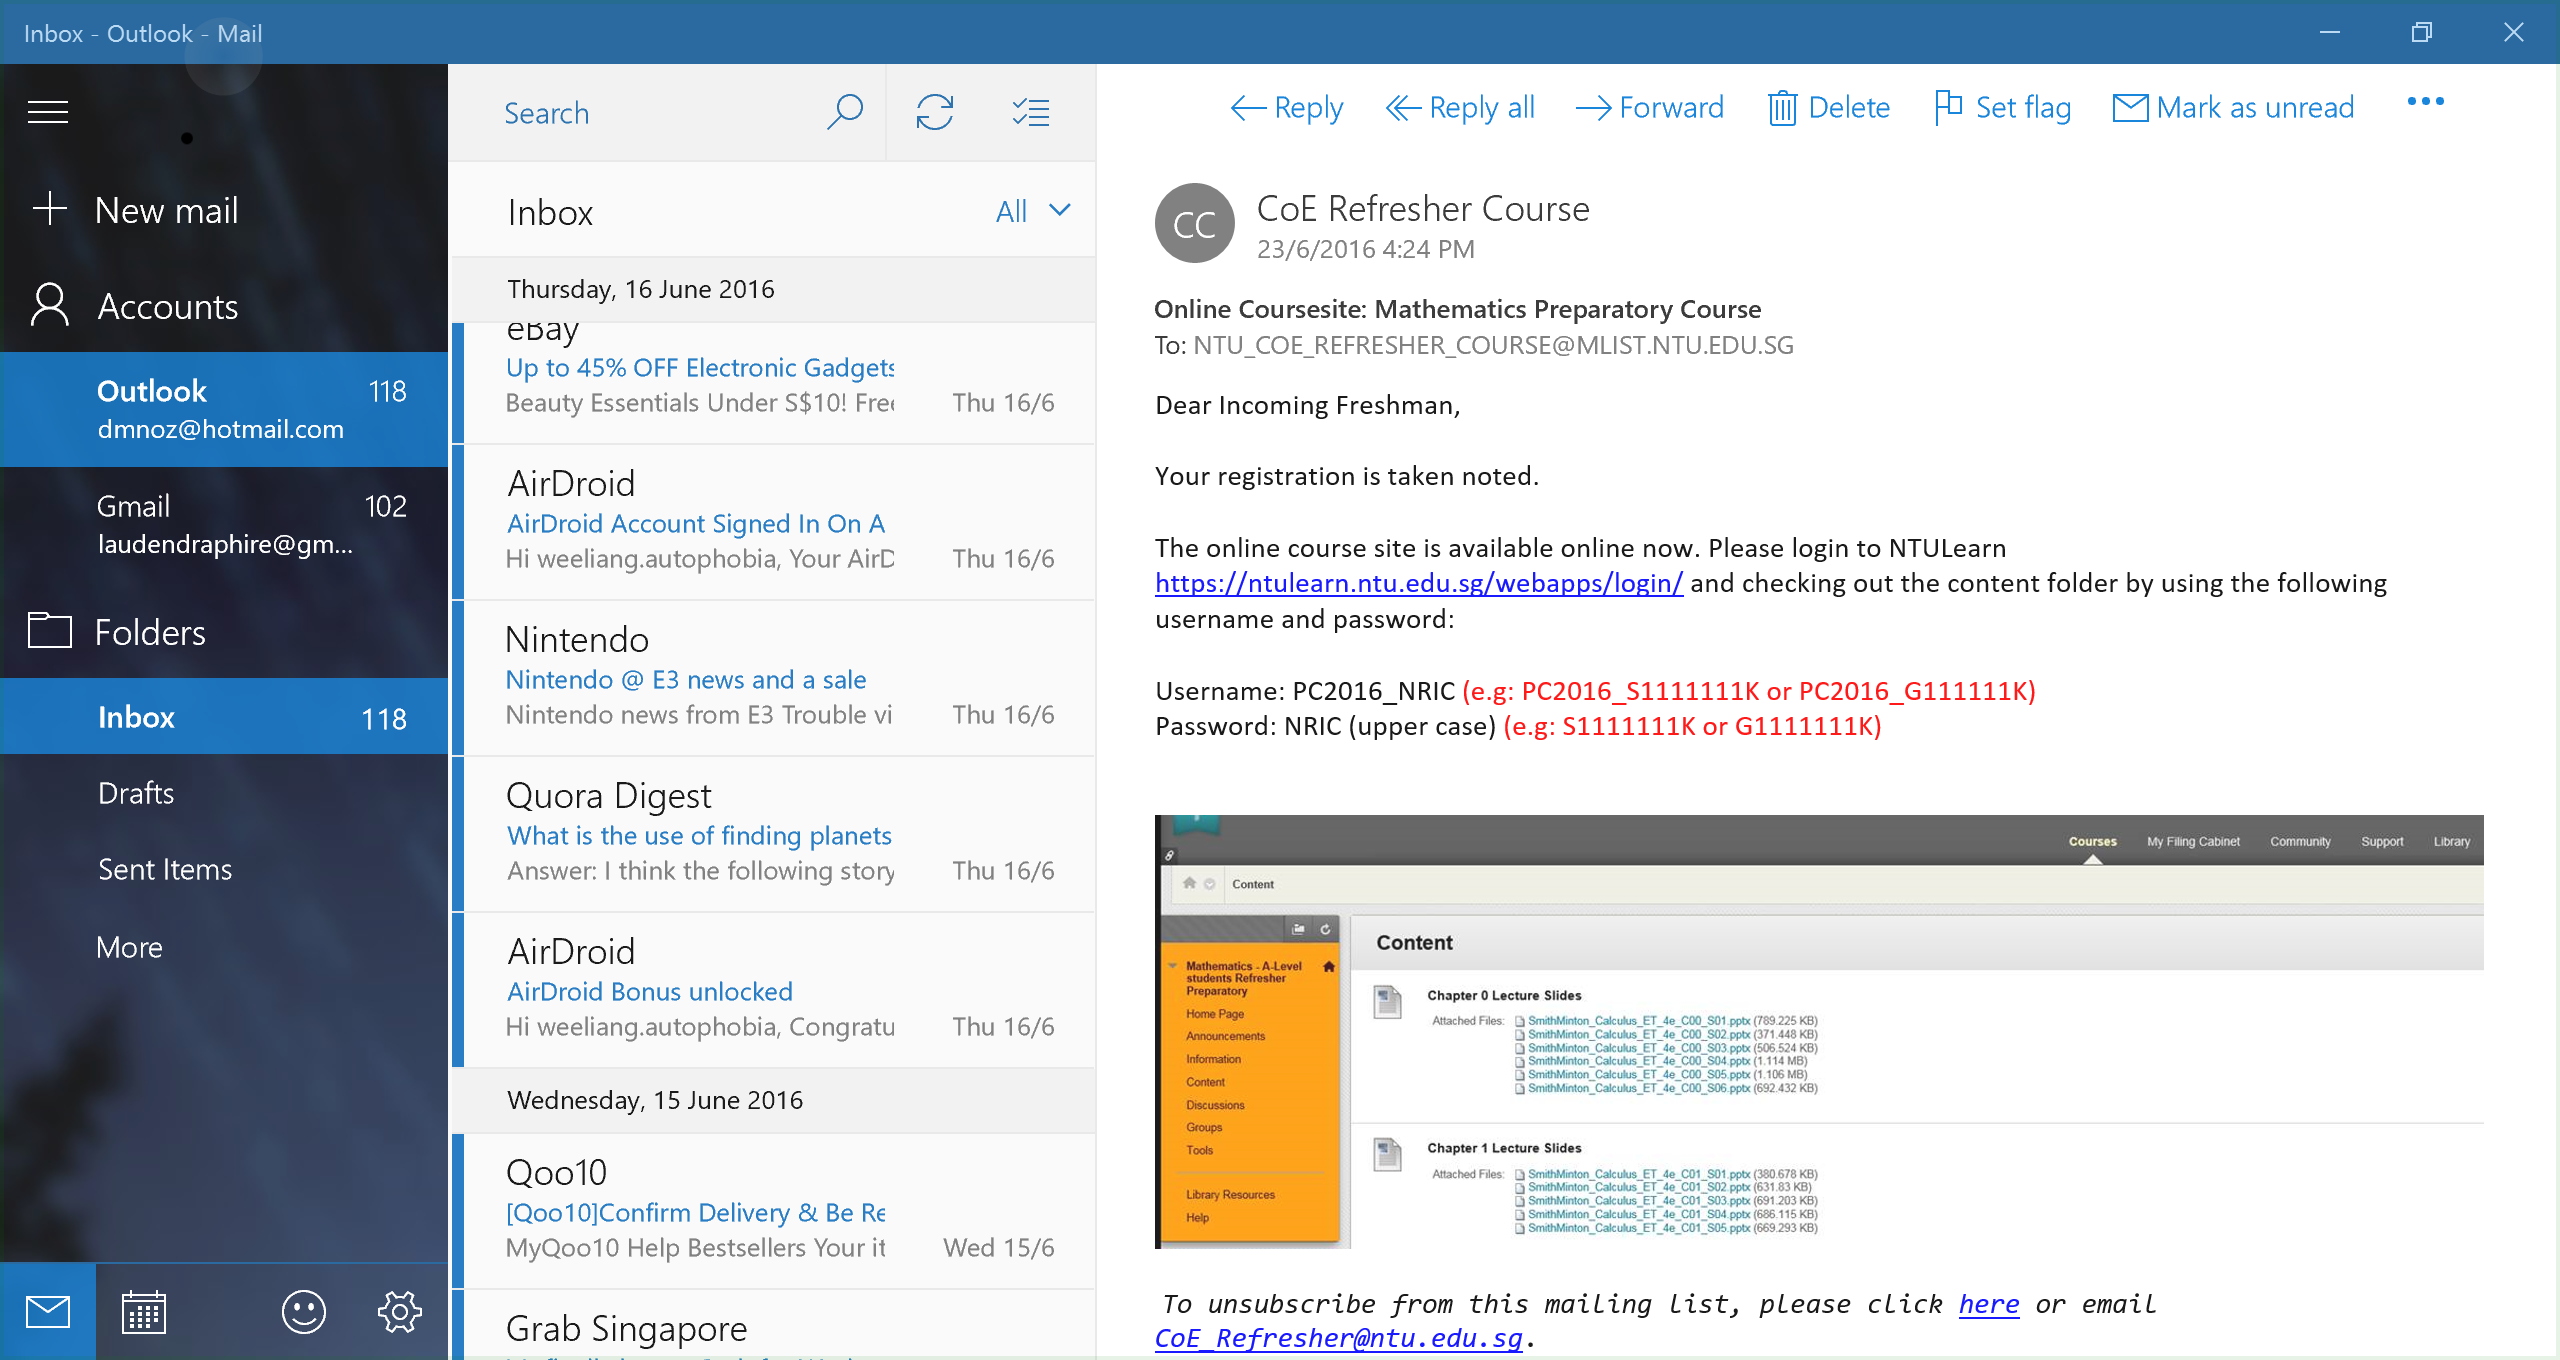 Inbox - Outlook - Mail
New mail
Accounts
Outlook 118
dmnoz@hotmail.com
Gmail 102
laudendraphire@gm...
Folders
Inbox 118
Drafts
Sent Items
More
Search
Inbox All
Thursday, 16 June 2016
eBay
Up to 45% OFF Electronic Gadgets
Beauty Essentials Under S$10! Free Thu 16/6
AirDroid
AirDroid Account Signed In On A
Hi weeliang.autophobia, Your AirD Thu 16/6
Nintendo
Nintendo @ E3 news and a sale
Nintendo news from E3 Trouble vi Thu 16/6
Quora Digest
What is the use of finding planets
Answer: I think the following story Thu 16/6
AirDroid
AirDroid Bonus unlocked
Hi weeliang.autophobia, Congratu Thu 16/6
Wednesday, 15 June 2016
Qoo10
[Qoo10]Confirm Delivery & Be Re
MyQoo10 Help Bestsellers Your it Wed 15/6
Grab Singapore
Reply Reply all Forward Delete Set flag Mark as unread
CC
CoE Refresher Course
23/6/2016 4:24 PM
Online Coursesite: Mathematics Preparatory Course
To: NTU_COE_REFRESHER_COURSE@MLIST.NTU.EDU.SG
Dear Incoming Freshman,
Your registration is taken noted.
The online course site is available online now. Please login to NTULearn
https://ntulearn.ntu.edu.sg/webapps/login/ and checking out the content folder by using the following
username and password:
Username: PC2016_NRIC (e.g: PC2016_S1111111K or PC2016_G111111K)
Password: NRIC (upper case) (e.g: S1111111K or G1111111K)
Courses My Filing Cabinet Community Support Library
Content
Mathematics - A-Level
students Refresher
Preparatory
Home Page
Announcements
Information
Content
Discussions
Groups
Tools
Library Resources
Help
Content
Chapter 0 Lecture Slides
Attached Files: SmithMinton_Calculus_ET_4e_C00_S01.pptx (789.225 KB)
SmithMinton_Calculus_ET_4e_C00_S02.pptx (371.448 KB)
SmithMinton_Calculus_ET_4e_C00_S03.pptx (506.524 KB)
SmithMinton_Calculus_ET_4e_C00_S04.pptx (1.114 MB)
SmithMinton_Calculus_ET_4e_C00_S05.pptx (1.106 MB)
SmithMinton_Calculus_ET_4e_C00_S06.pptx (692.432 KB)
Chapter 1 Lecture Slides
Attached Files: SmithMinton_Calculus_ET_4e_C01_S01.pptx (380.678 KB)
SmithMinton_Calculus_ET_4e_C01_S02.pptx (631.83 KB)
SmithMinton_Calculus_ET_4e_C01_S03.pptx (691.203 KB)
SmithMinton_Calculus_ET_4e_C01_S04.pptx (686.115 KB)
SmithMinton_Calculus_ET_4e_C01_S05.pptx (669.293 KB)
To unsubscribe from this mailing list, please click here or email
CoE_Refresher@ntu.edu.sg.